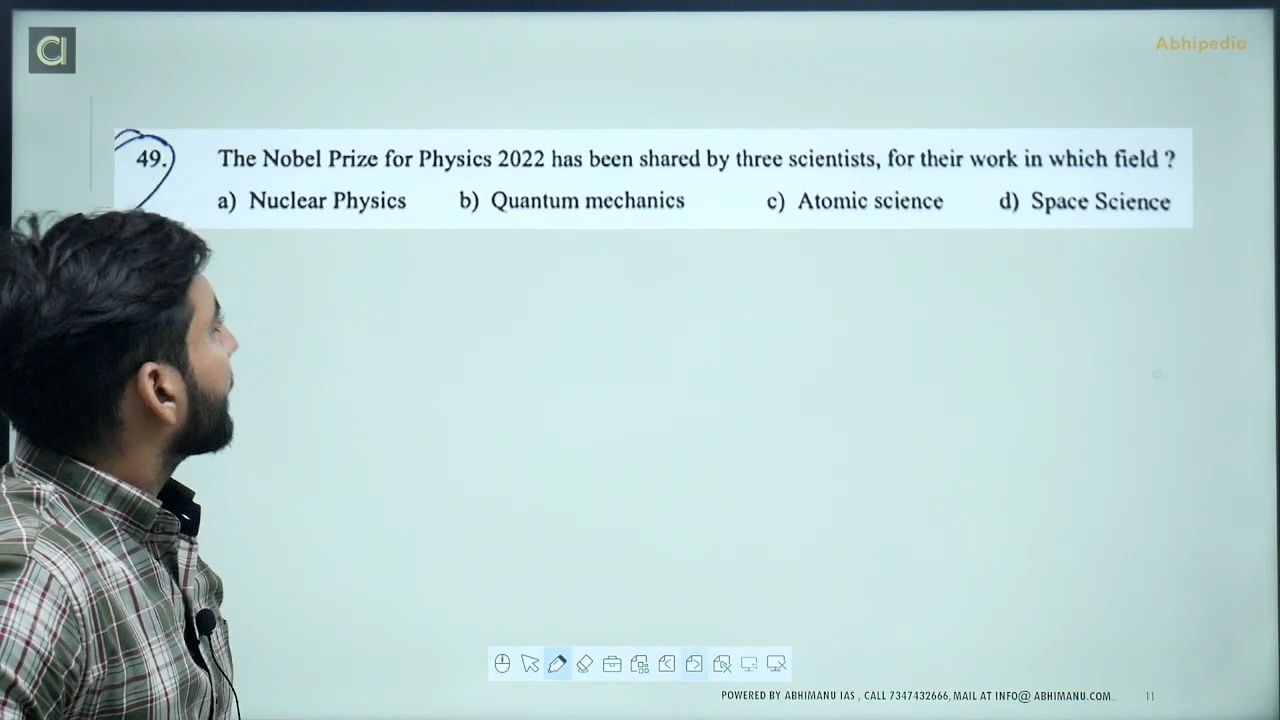 Abhipedia
49. The Nobel Prize for Physics 2022 has been shared by three scientists, for their work in which field ?
a) Nuclear Physics b) Quantum mechanics c) Atomic science d) Space Science
POWERED BY ABHIMANU IAS , CALL 7347432666, MAIL AT INFO@ ABHIMANU.COM. 11